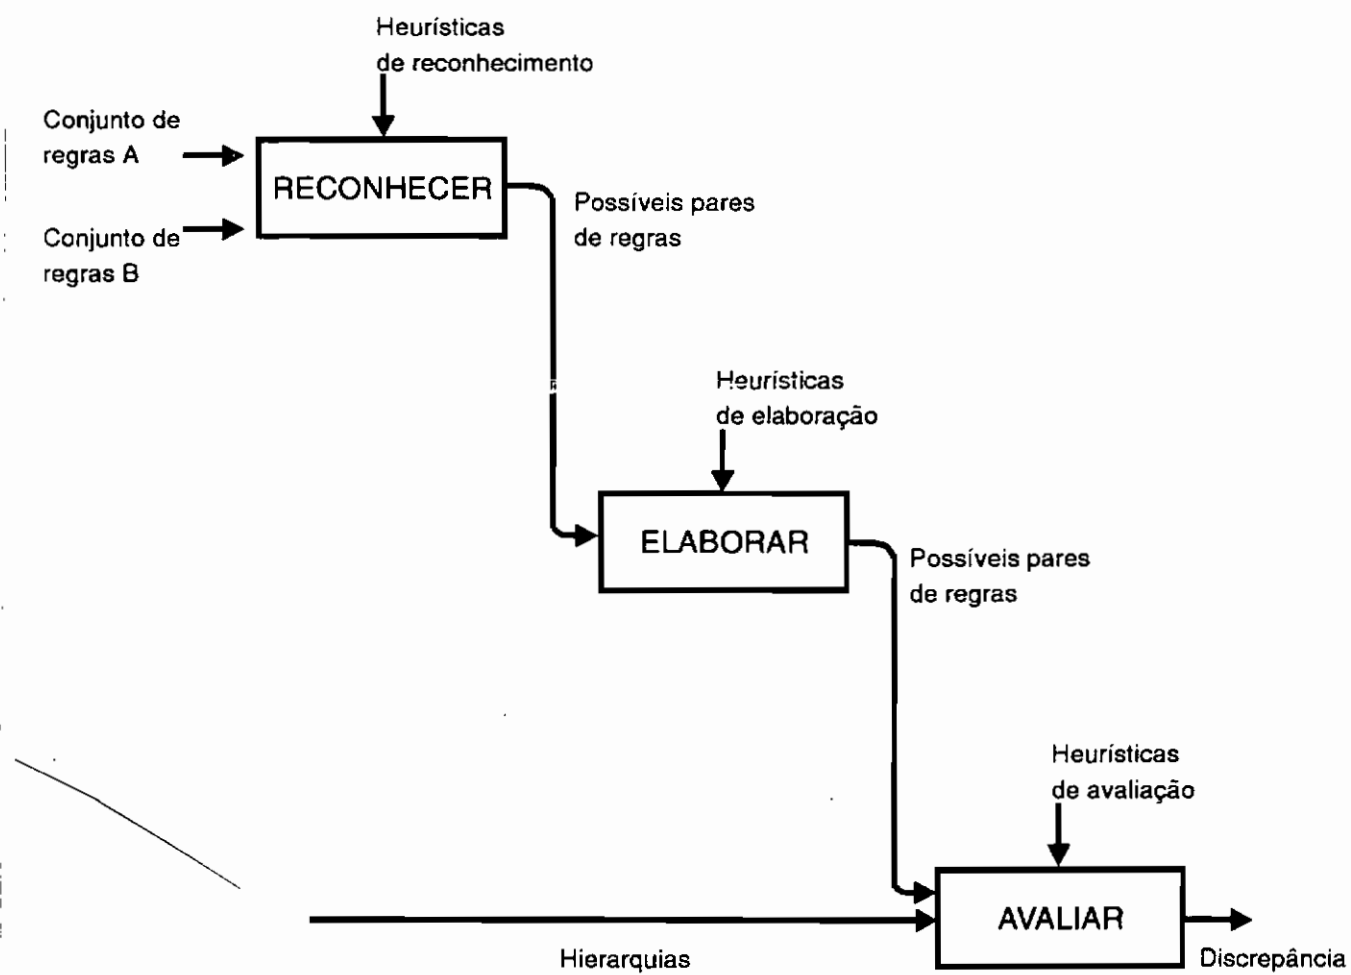 Heurísticas
de reconhecimento
Conjunto de
regras A
RECONHECER
Conjunto de
regras B
Possíveis pares
de regras
Heurísticas
de elaboração
ELABORAR
Possíveis pares
de regras
Heurísticas
de avaliação
AVALIAR
Hierarquias
Discrepância